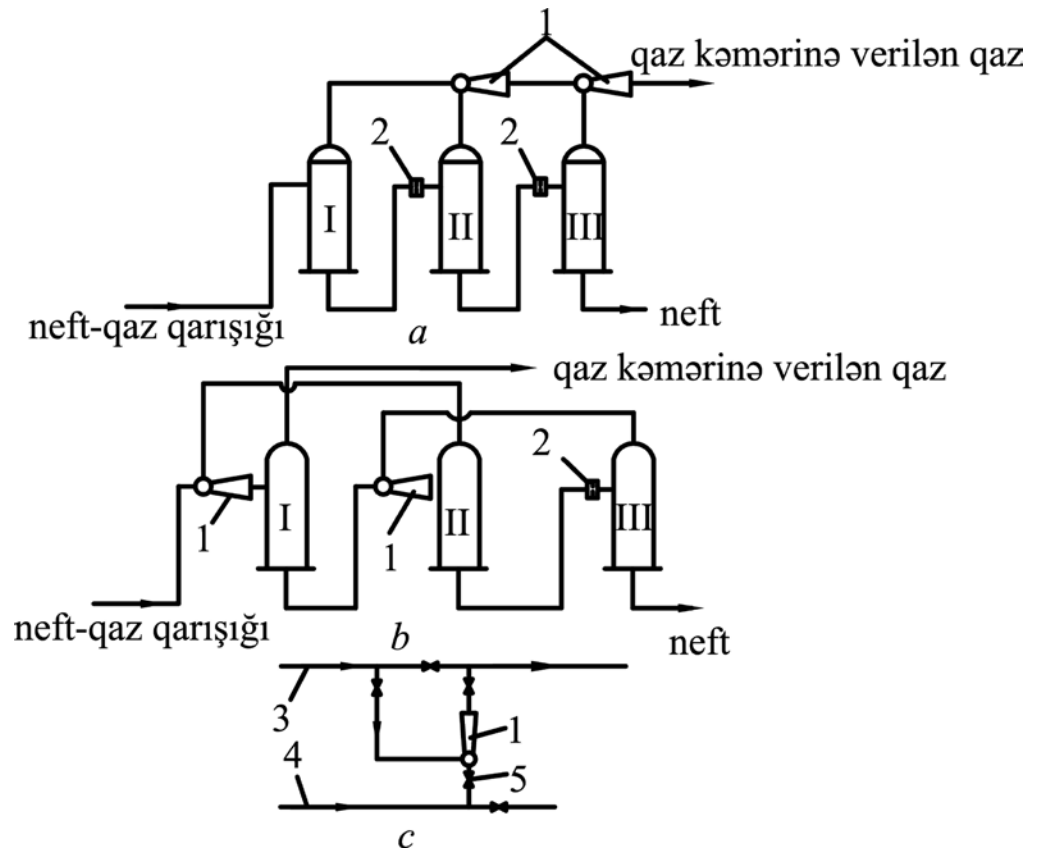 1
qaz kəmərinə verilən qaz
2
2
I
II
III
neft-qaz qarışığı
a
neft
qaz kəmərinə verilən qaz
2
1
I
1
II
III
neft-qaz qarışığı
b
neft
3
1
4
5
c